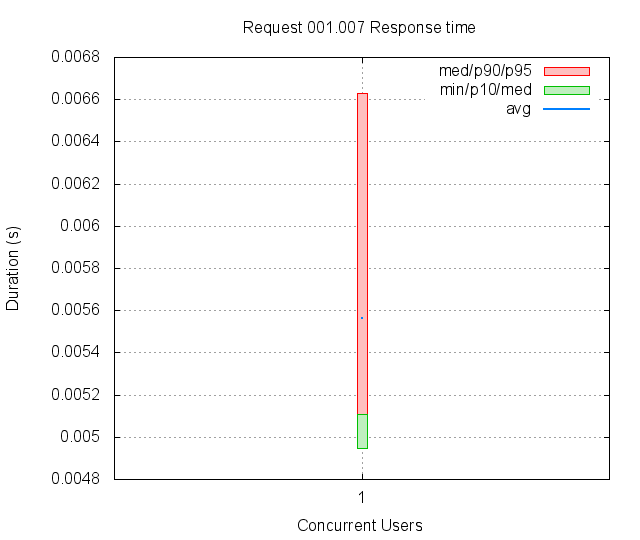 Request 001.007 Response time
0.0068
0.0066
0.0064
0.0062
0.006
0.0058
0.0056
0.0054
0.0052
0.005
0.0048
Duration (s)
med/p90/p95
min/p10/med
avg
1
Concurrent Users